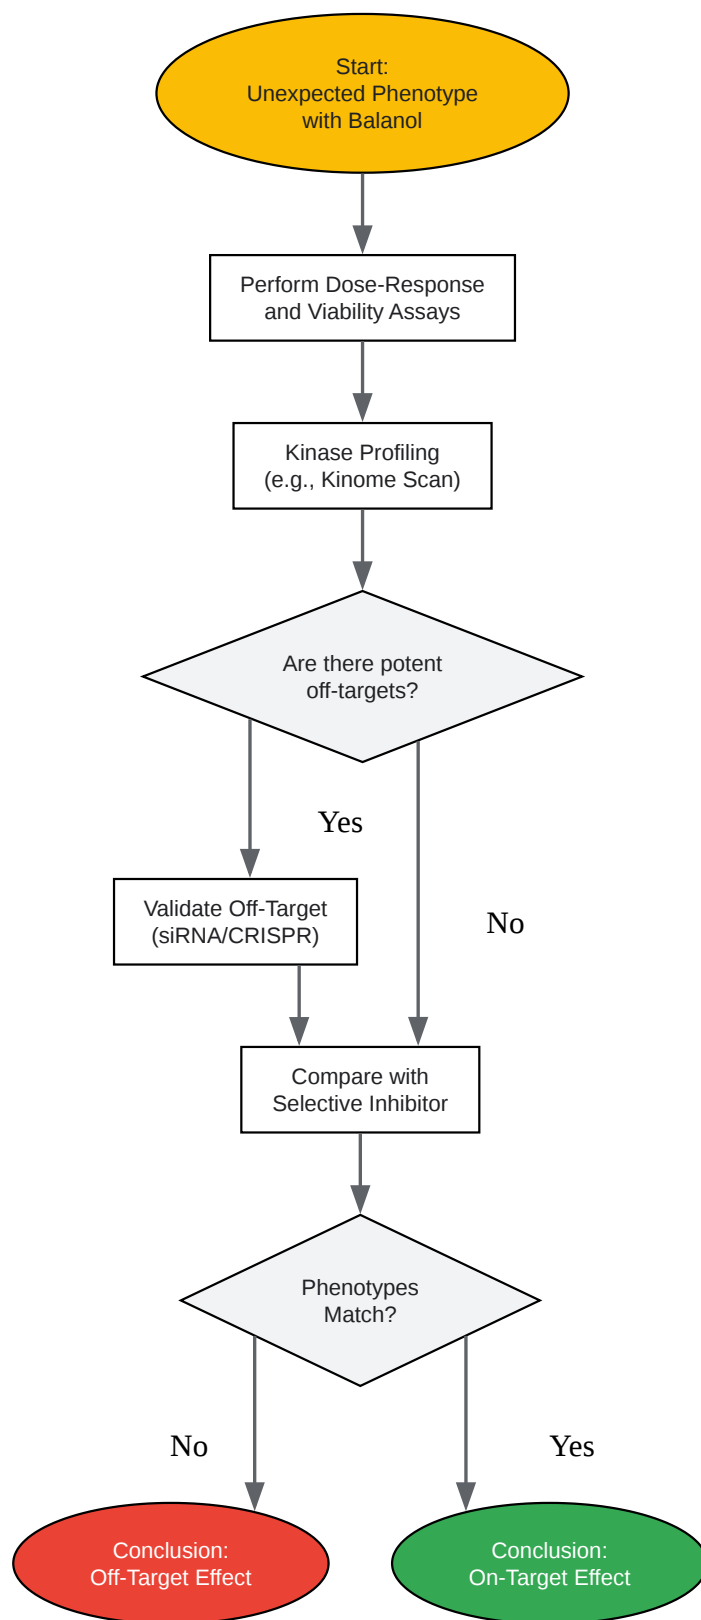 Start:
Unexpected Phenotype
with Balanol
Perform Dose-Response
and Viability Assays
Kinase Profiling
(e.g., Kinome Scan)
Are there potent
off-targets?
Yes
Validate Off-Target
(siRNA/CRISPR)
No
Compare with
Selective Inhibitor
Phenotypes
Match?
No
Yes
Conclusion:
Off-Target Effect
Conclusion:
On-Target Effect